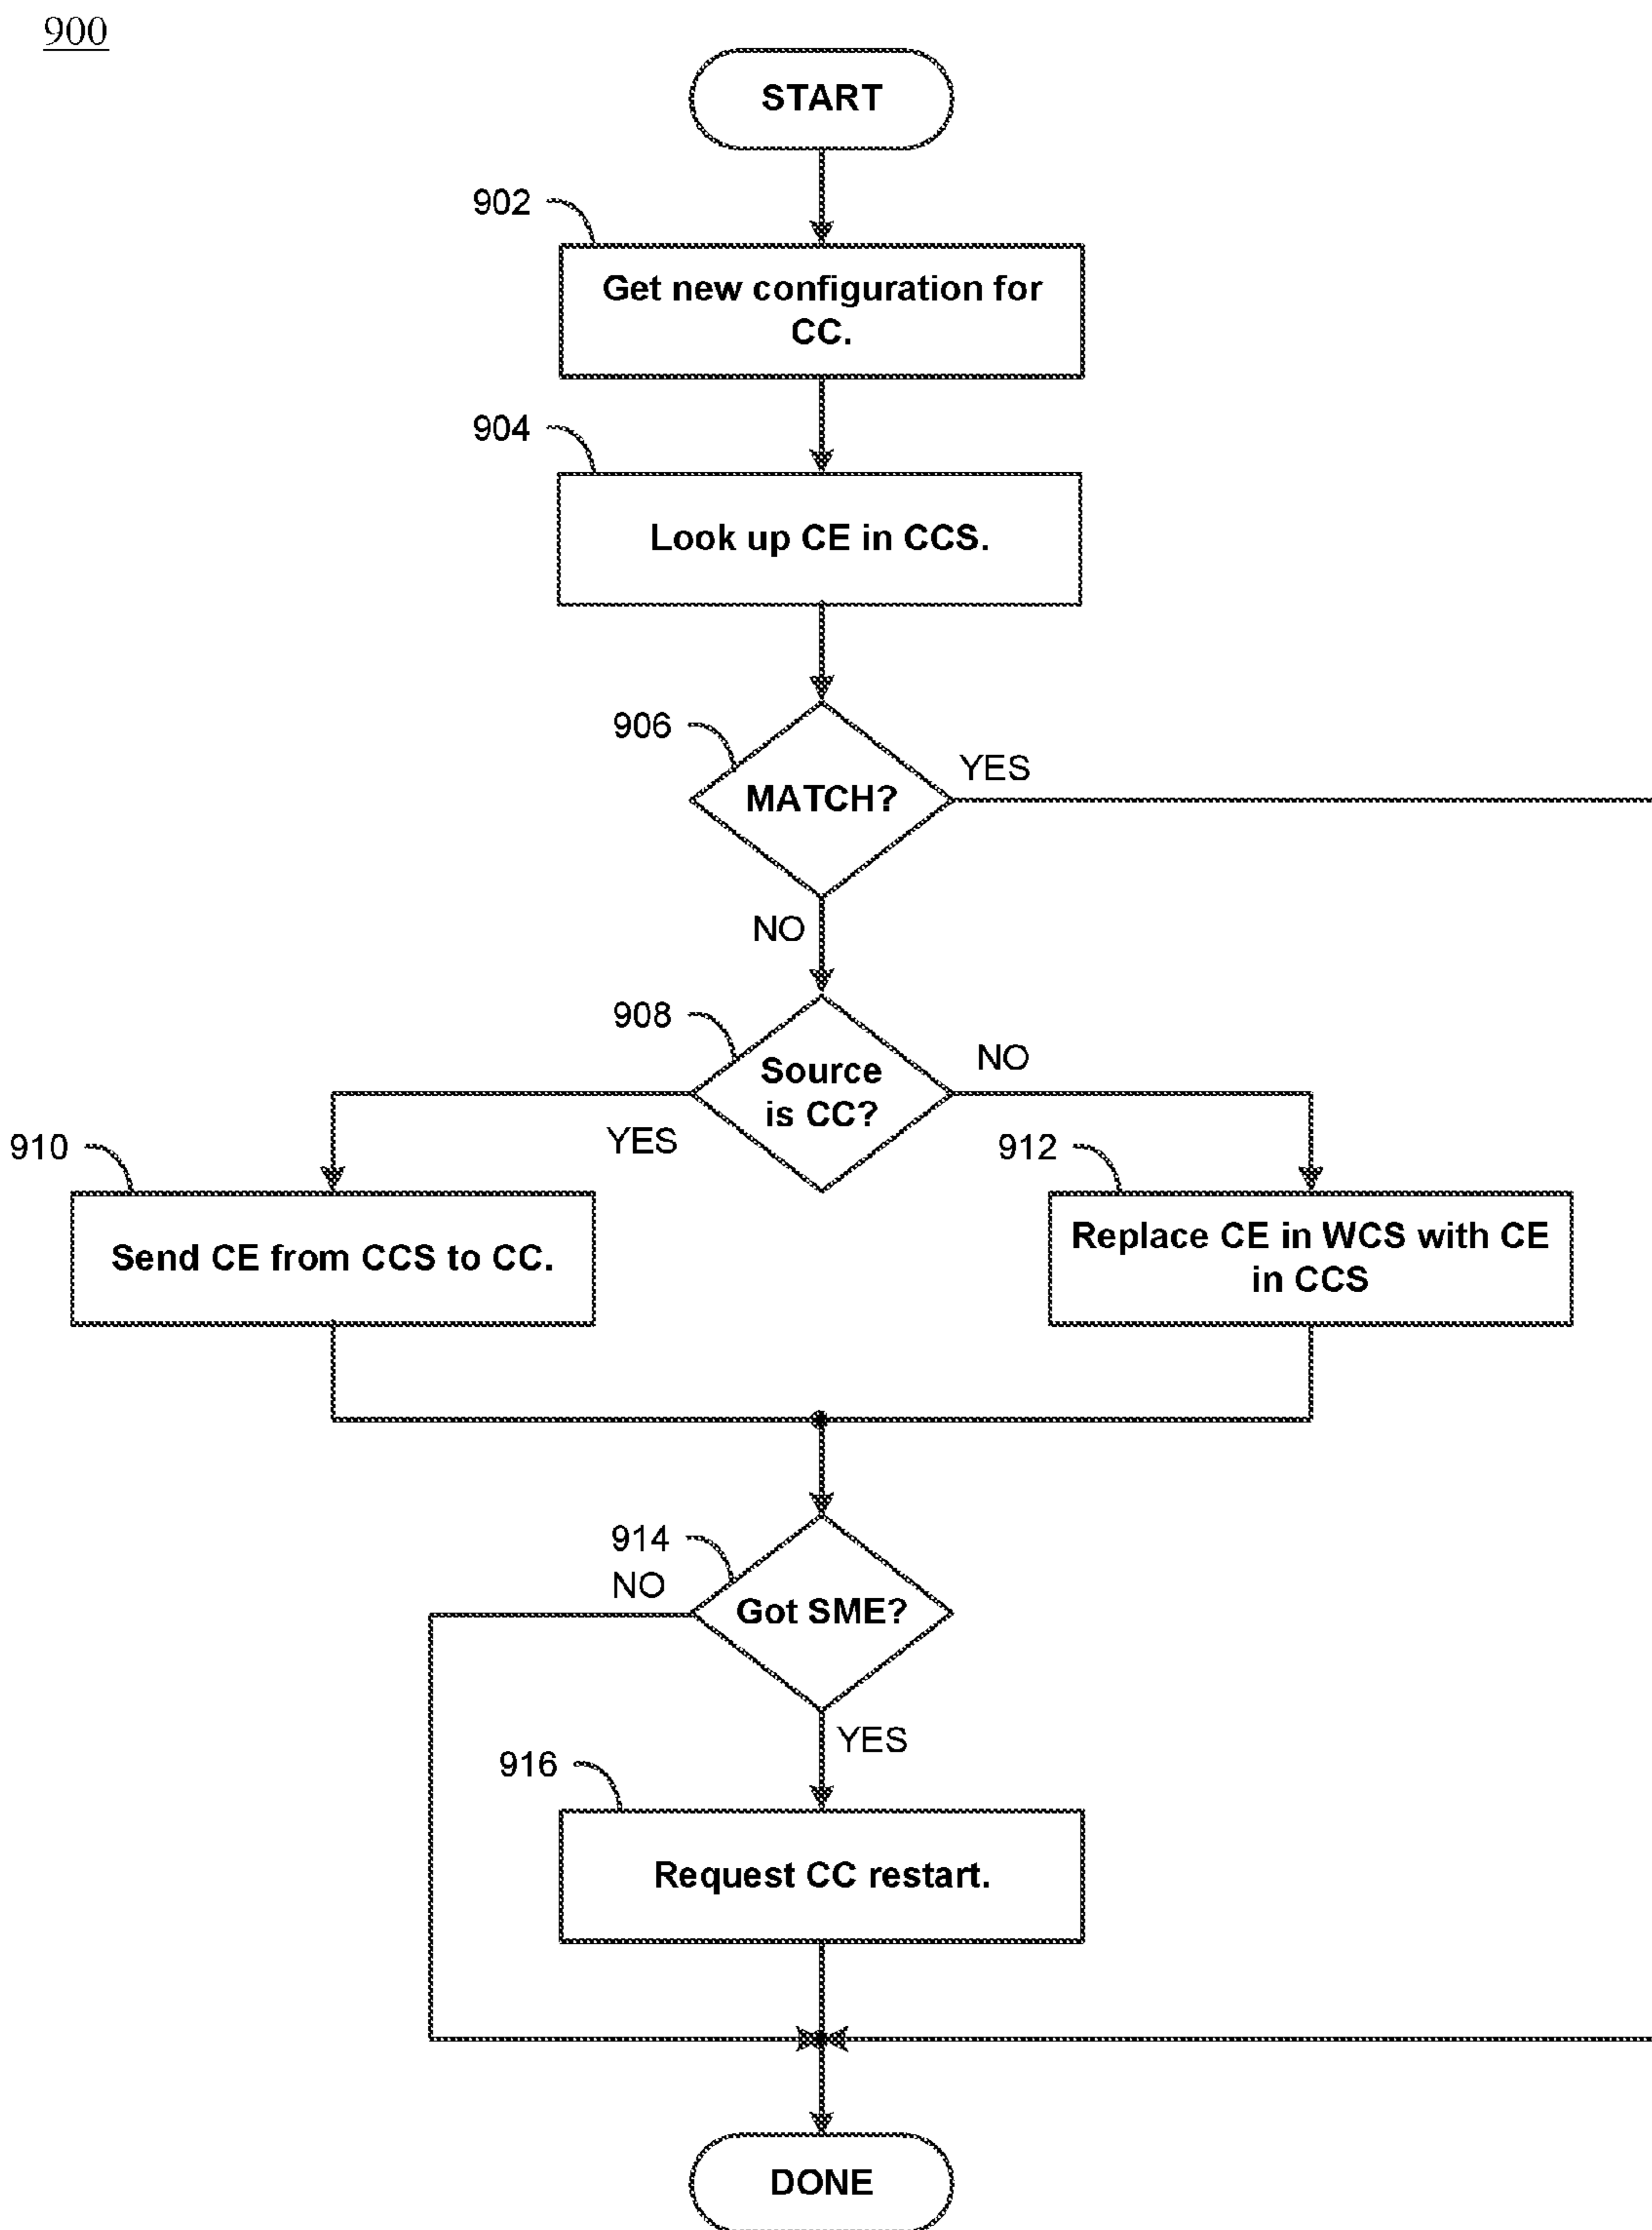 900
START
902
Get new configuration for
CC.
904
Look up CE in CCS.
906
YES
MATCH?
NO
908
NO
Source
is CC?
YES
910
912
Send CE from CCS to CC.
Replace CE in WCS with CE
in CCS
914
NO
Got SME?
YES
916
Request CC restart.
DONE